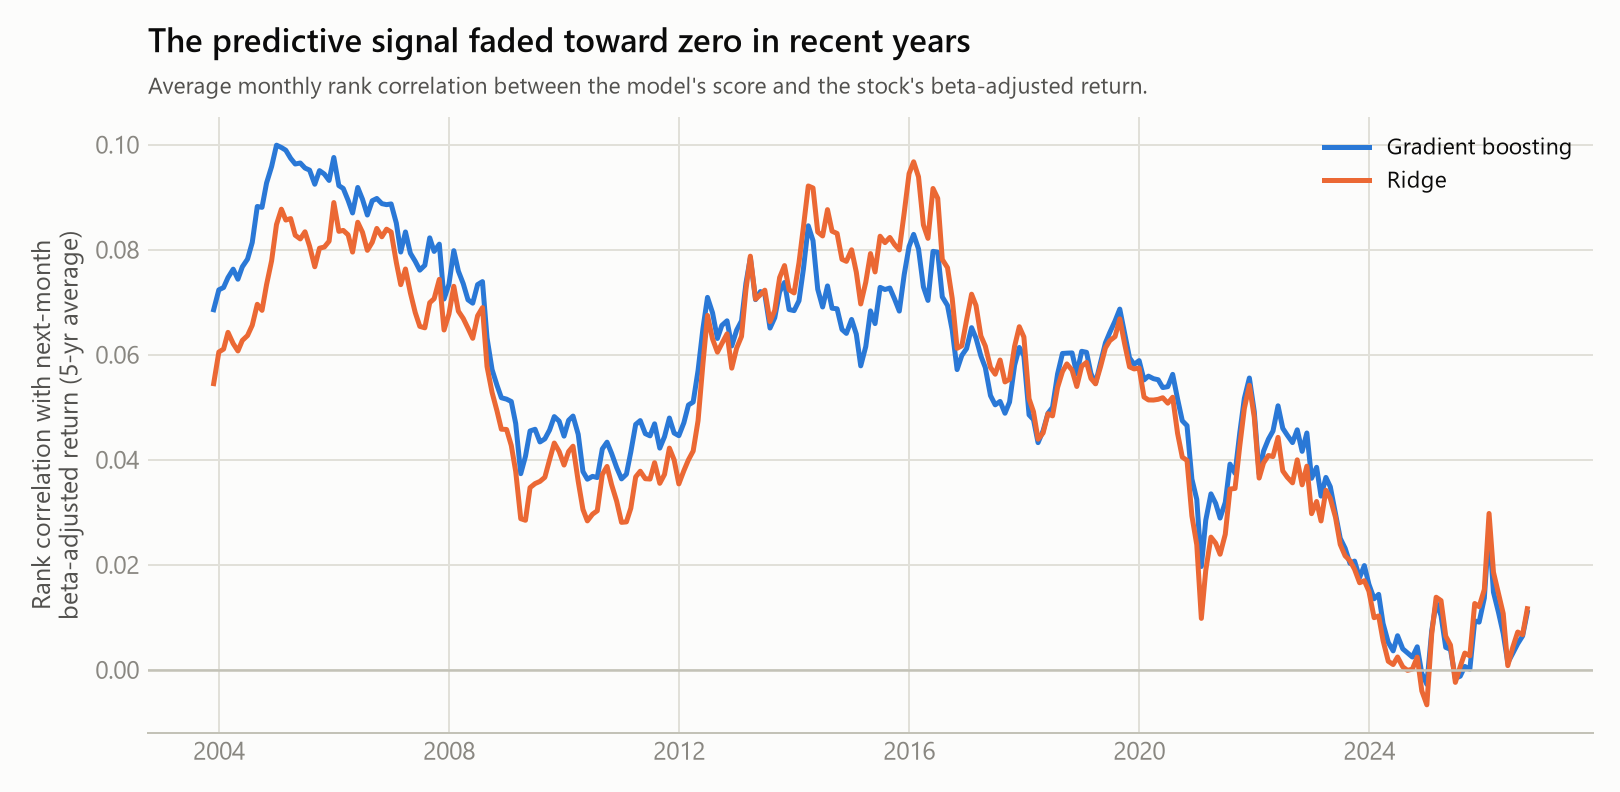 The predictive signal faded toward zero in recent years
Average monthly rank correlation between the model's score and the stock's beta-adjusted return.
Rank correlation with next-month
beta-adjusted return (5-yr average)
0.10
0.08
0.06
0.04
0.02
0.00
Gradient boosting
Ridge
2004
2008
2012
2016
2020
2024